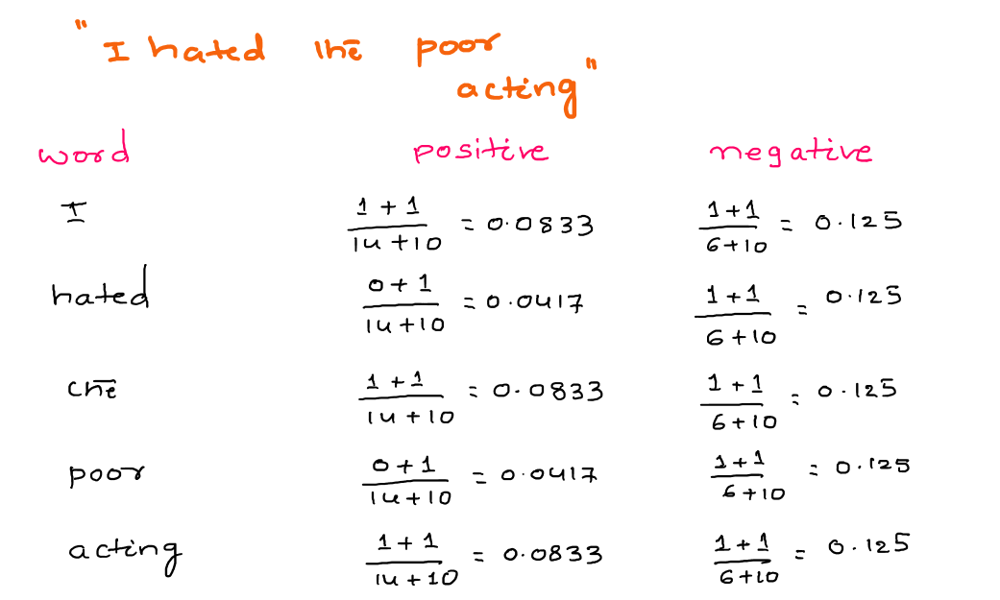 "I hated the poor
acting"
word positive negative
I 1+1/14+10 = 0.0833 1+1/6+10 = 0.125
hated 0+1/14+10 = 0.0417 1+1/6+10 = 0.125
the 1+1/14+10 = 0.0833 1+1/6+10 = 0.125
poor 0+1/14+10 = 0.0417 1+1/6+10 = 0.125
acting 1+1/14+10 = 0.0833 1+1/6+10 = 0.125